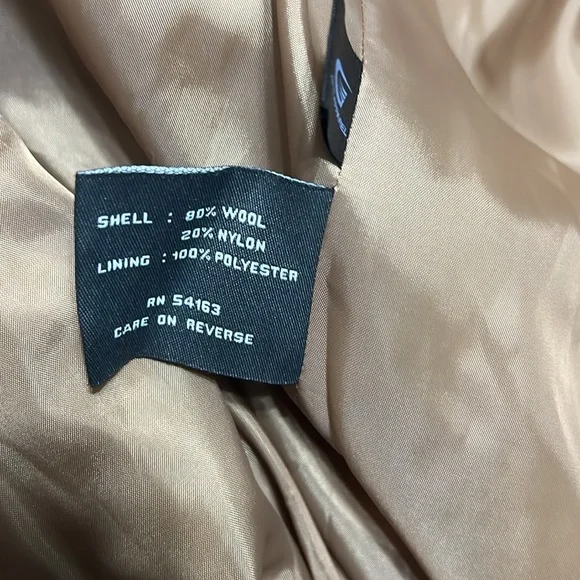 SHELL : 80% WOOL
20% NYLON
LINING : 100% POLYESTER
RN 54163
CARE ON REVERSE